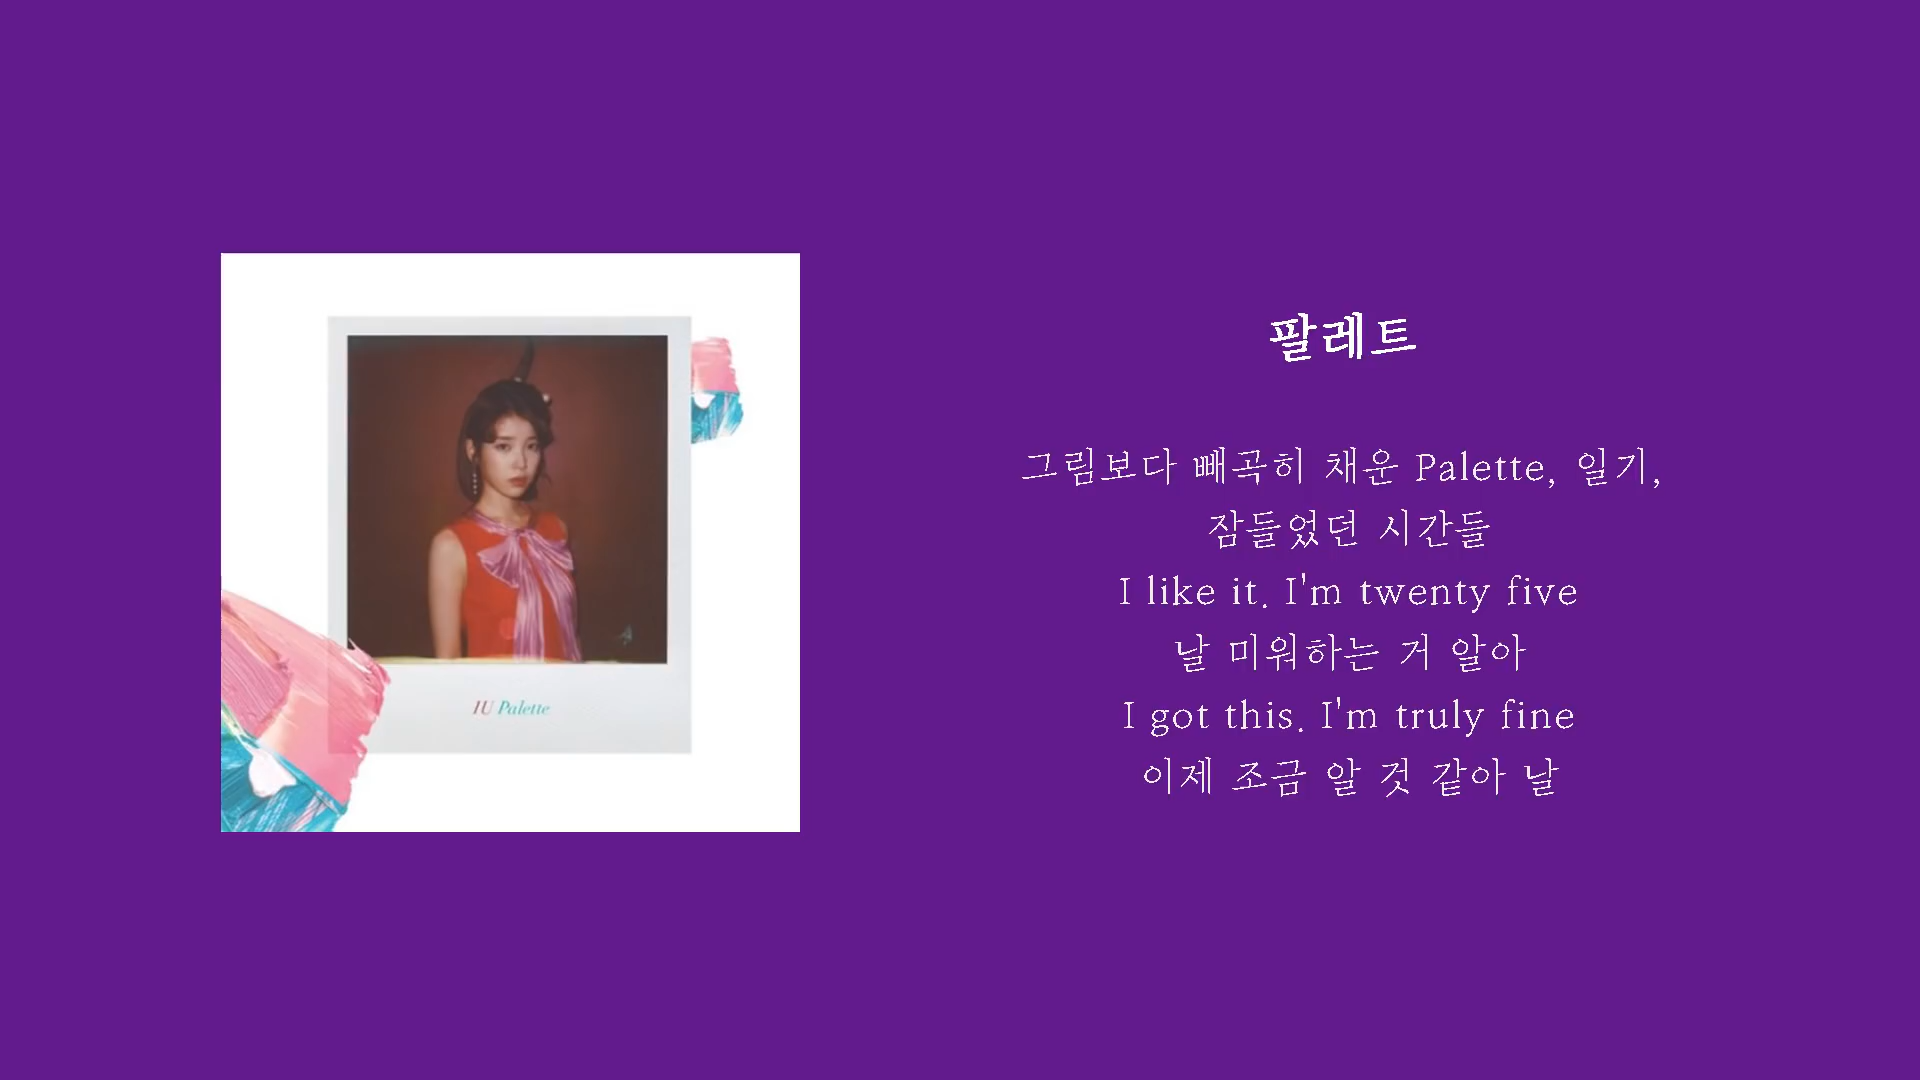 IU Palette
팔레트
그림보다 빼곡히 채운 Palette, 일기,
잠들었던 시간들
I like it. I'm twenty five
날 미워하는 거 알아
I got this. I'm truly fine
이제 조금 알 것 같아 날